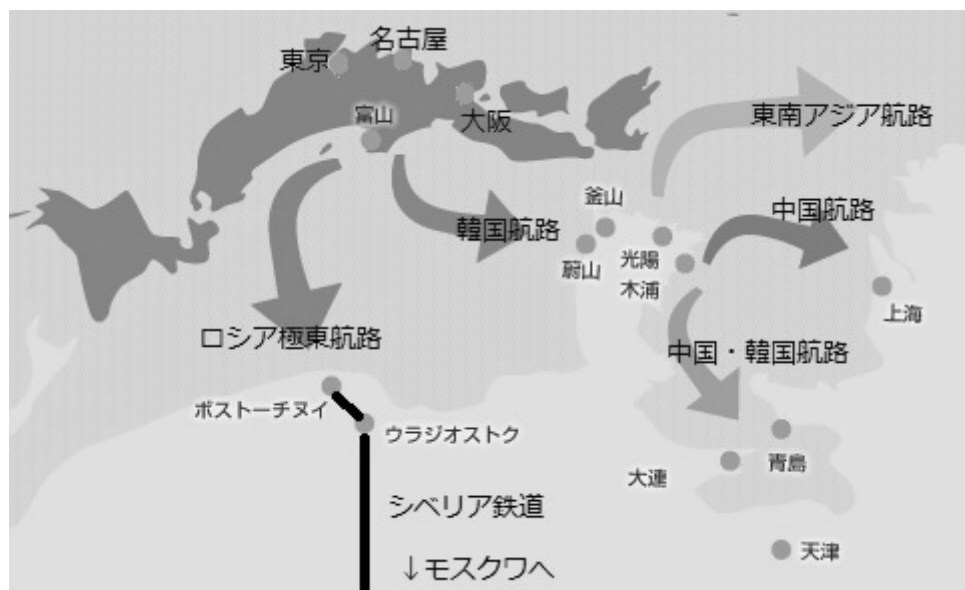 名古屋
東京
大阪
富山
東南アジア航路
釜山
中国航路
韓国航路
蔚山
光陽
木浦
上海
ロシア極東航路
中国・韓国航路
ボストーチヌイ
ウラジオストク
大連
青島
シベリア鉄道
天津
↓モスクワへ